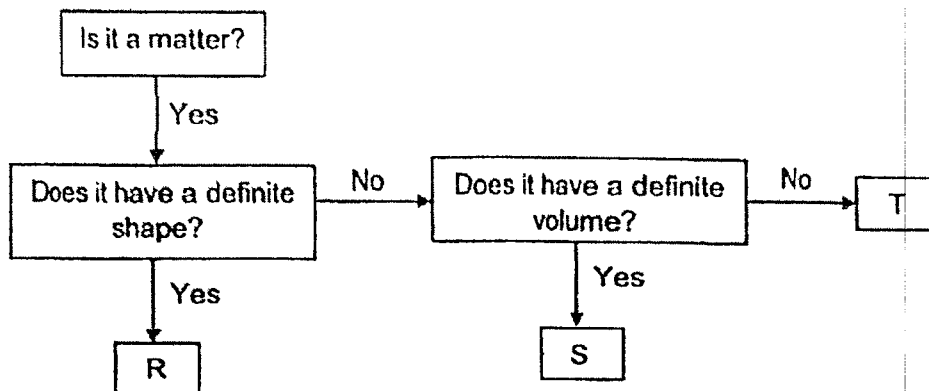 Is it a matter?
Yes
Does it have a definite
shape?
No
Does it have a definite
volume?
No
T
Yes
R
Yes
S